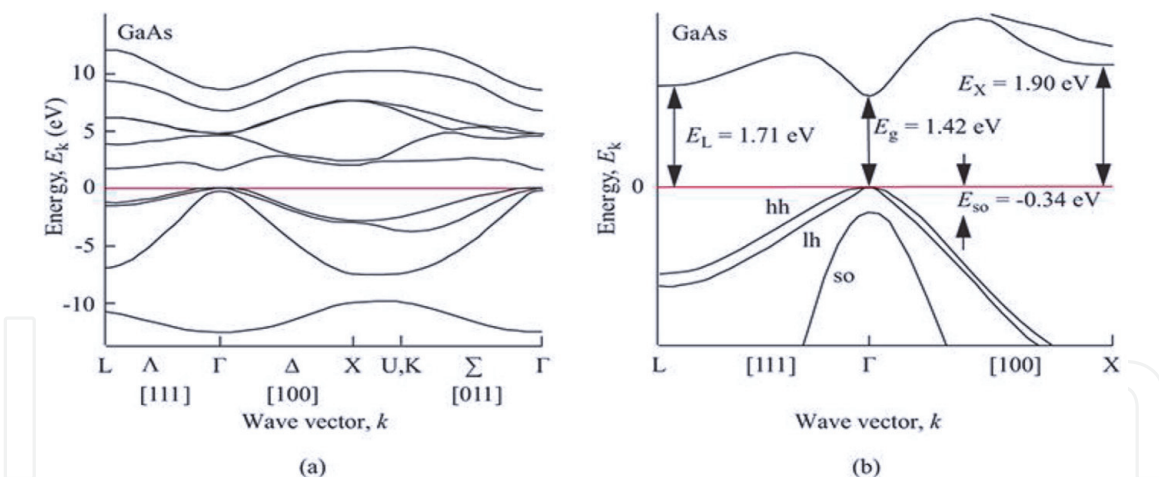 GaAs
10
5
0
-5
-10
Energy, Eₖ (eV)
L Λ Γ Δ X U,K ∑ Γ
[111] [100] [011]
Wave vector, k
(a)
GaAs
E_X = 1.90 eV
E_L = 1.71 eV
E_g = 1.42 eV
0
E_so = -0.34 eV
hh
lh
so
Energy, Eₖ
L [111] Γ [100] X
Wave vector, k
(b)